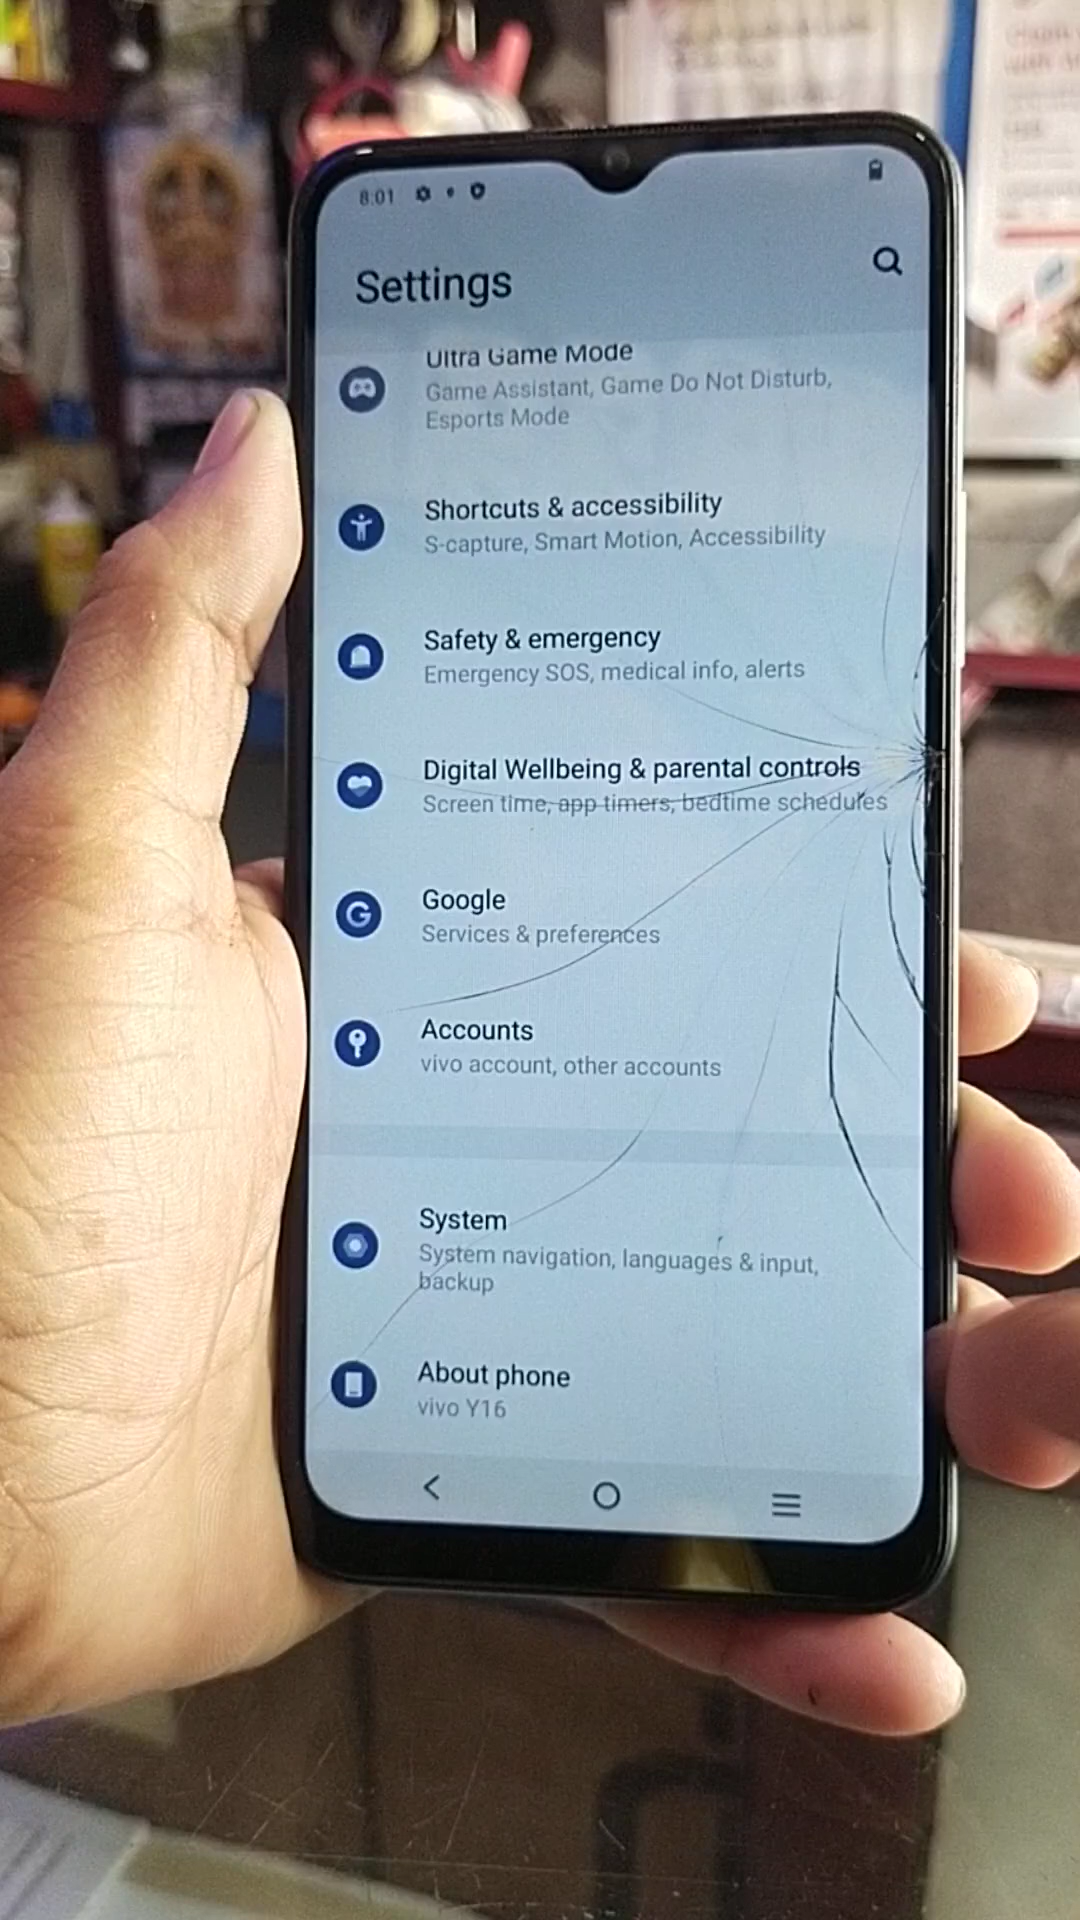 8:01
Settings
Ultra Game Mode
Game Assistant, Game Do Not Disturb,
Esports Mode
Shortcuts & accessibility
S-capture, Smart Motion, Accessibility
Safety & emergency
Emergency SOS, medical info, alerts
Digital Wellbeing & parental controls
Screen time, app timers, bedtime schedules
Google
Services & preferences
Accounts
vivo account, other accounts
System
System navigation, languages & input,
backup
About phone
vivo Y16